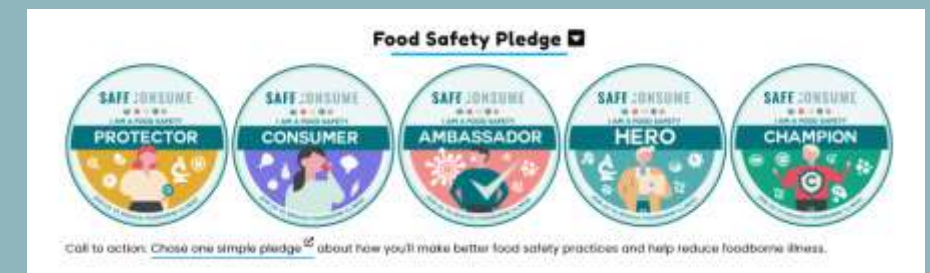 Food Safety Pledge
SAFE CONSUME
I AM A FOOD SAFETY
PROTECTOR
SAFE CONSUME
I AM A FOOD SAFETY
CONSUMER
SAFE CONSUME
I AM A FOOD SAFETY
AMBASSADOR
SAFE CONSUME
I AM A FOOD SAFETY
HERO
SAFE CONSUME
I AM A FOOD SAFETY
CHAMPION
C
Call to action: Chose one simple pledge about how you'll make better food safety practices and help reduce foodborne illness.